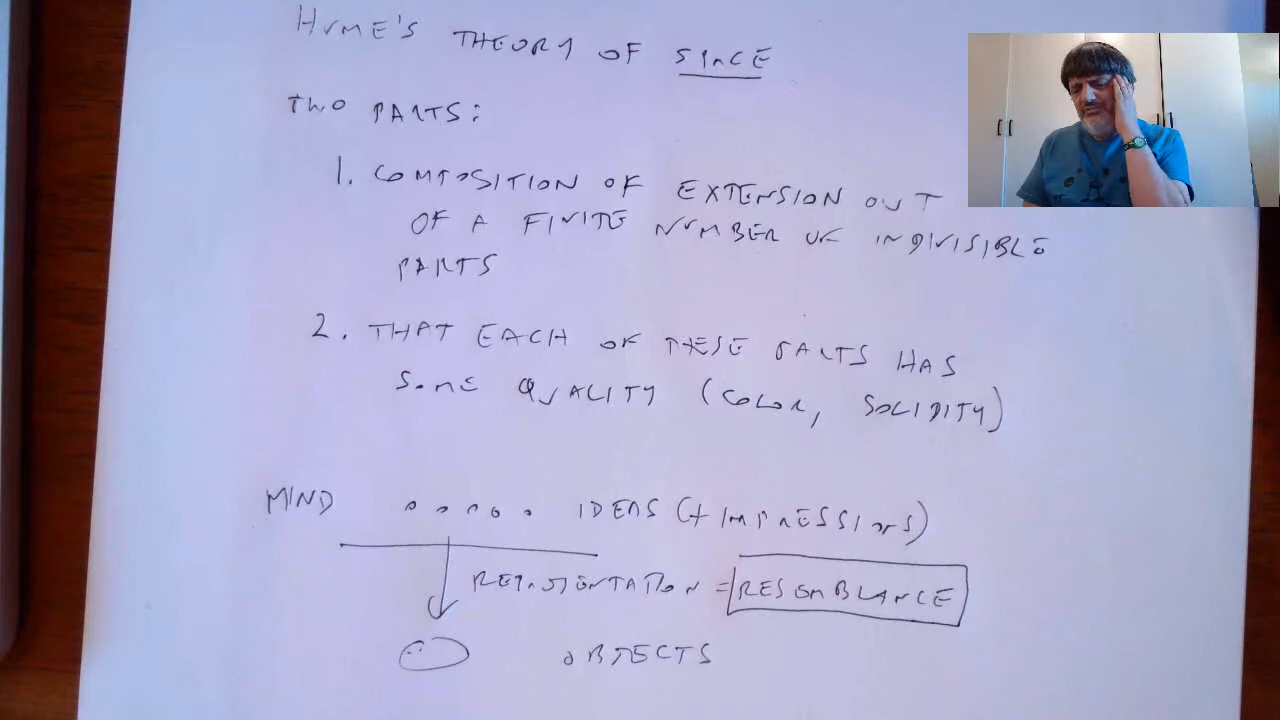 HUME'S THEORY OF SPACE
TWO PARTS:
1. COMPOSITION OF EXTENSION OUT
OF A FINITE NUMBER OF INDIVISIBLE
PARTS
2. THAT EACH OF THESE PARTS HAS
SOME QUALITY (COLOR, SOLIDITY)
MIND IDEAS (+ IMPRESSIONS)
REPRESENTATION = RESEMBLANCE
OBJECTS